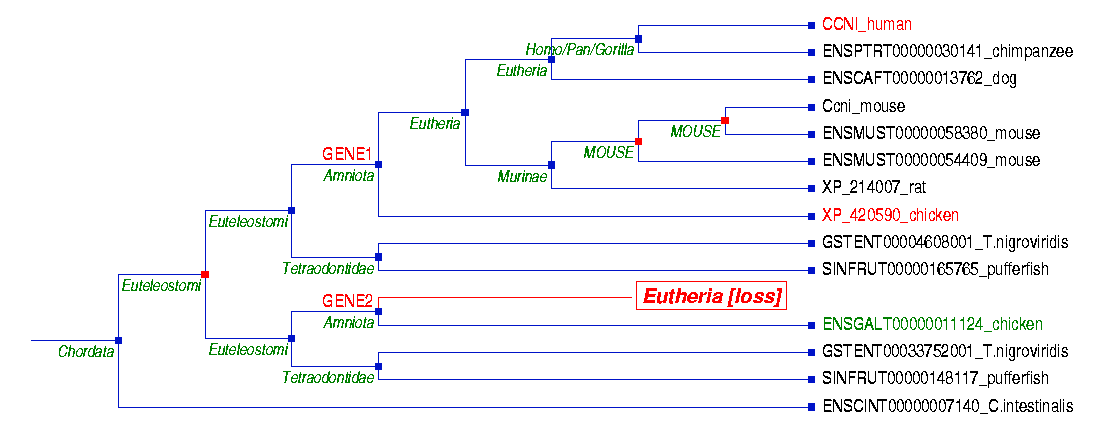 CCNI_human
Homo/Pan/Gorilla
ENSPTRT00000030141_chimpanzee
Eutheria
ENSCAFT00000013762_dog
Ccni_mouse
Eutheria
MOUSE
ENSMUST00000058380_mouse
GENE1
MOUSE
ENSMUST00000054409_mouse
Amniota
Murinae
XP_214007_rat
Euteleostomi
XP_420590_chicken
GSTENT00004608001_T.nigroviridis
Tetraodontidae
SINFRUT00000165765_pufferfish
Euteleostomi
GENE2
Eutheria [loss]
Amniota
ENSGALT00000011124_chicken
Chordata
Euteleostomi
GSTENT00033752001_T.nigroviridis
Tetraodontidae
SINFRUT00000148117_pufferfish
ENSCINT00000007140_C.intestinalis